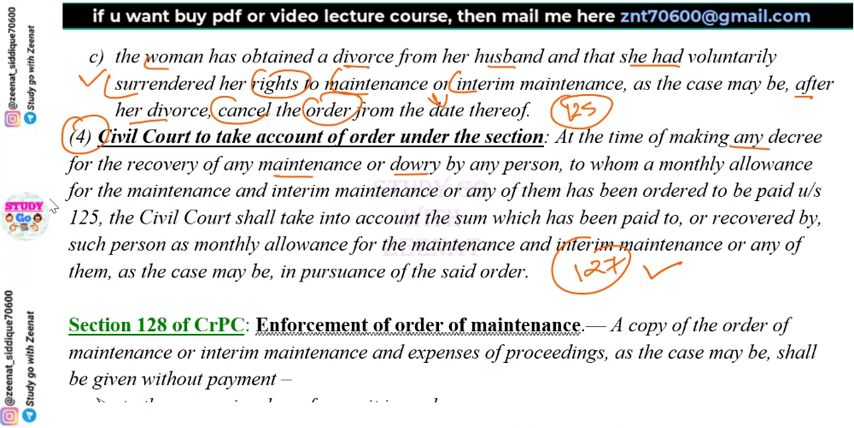 if u want buy pdf or video lecture course, then mail me here znt70600@gmail.com
c) the woman has obtained a divorce from her husband and that she had voluntarily
surrendered her rights to maintenance or interim maintenance, as the case may be, after
her divorce, cancel the order from the date thereof.
125
(4) Civil Court to take account of order under the section: At the time of making any decree
for the recovery of any maintenance or dowry by any person, to whom a monthly allowance
for the maintenance and interim maintenance or any of them has been ordered to be paid u/s
125, the Civil Court shall take into account the sum which has been paid to, or recovered by,
such person as monthly allowance for the maintenance and interim maintenance or any of
them, as the case may be, in pursuance of the said order.
127
Section 128 of CrPC: Enforcement of order of maintenance.— A copy of the order of
maintenance or interim maintenance and expenses of proceedings, as the case may be, shall
be given without payment –
@zeenat_siddique70600
Study go with Zeenat
STUDY
Go
@zeenat_siddique70600
Study go with Zeenat
STUDY GO
WITH
ZEENAT